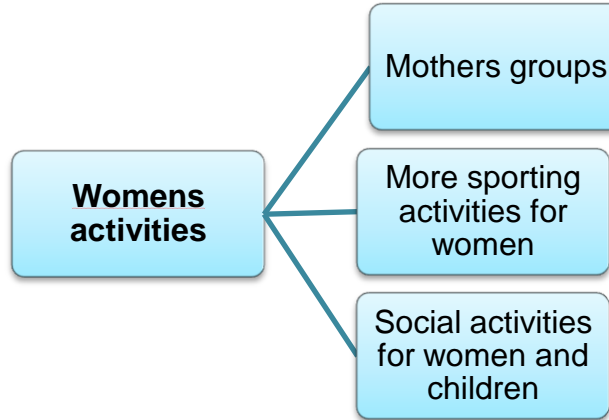 Mothers groups
Womens
activities
More sporting
activities for
women
Social activities
for women and
children